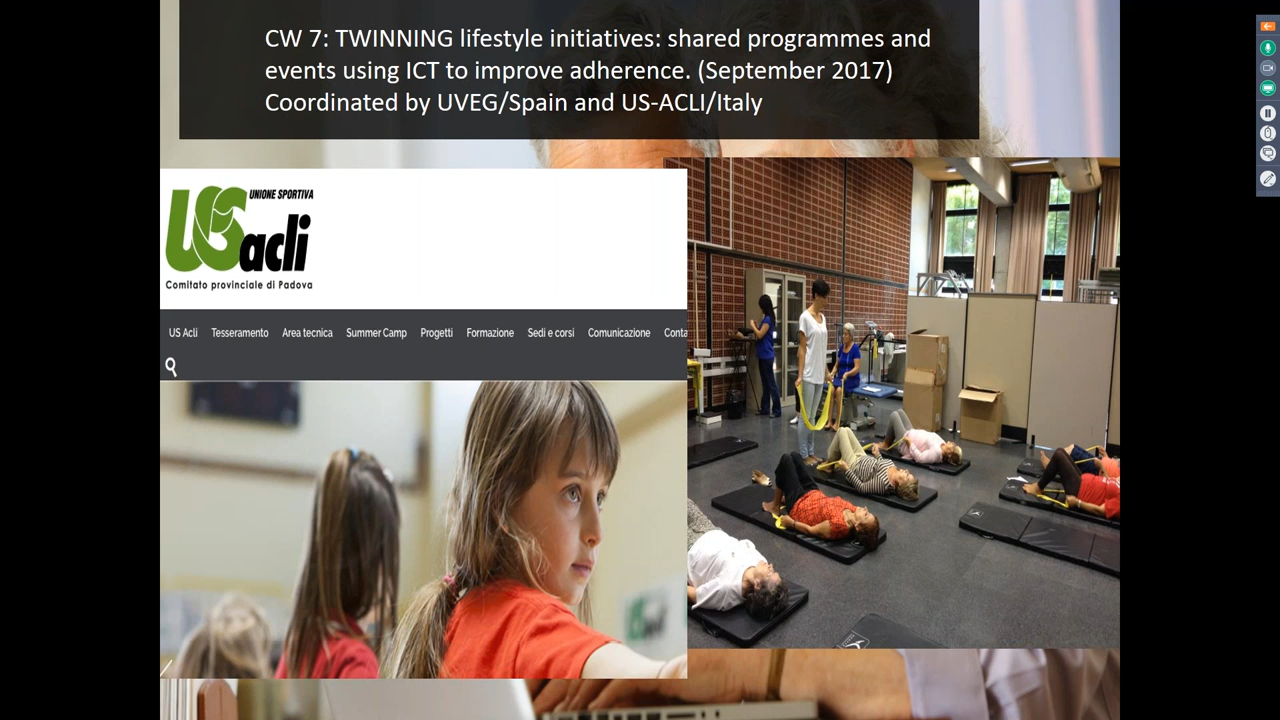 CW 7: TWINNING lifestyle initiatives: shared programmes and
events using ICT to improve adherence. (September 2017)
Coordinated by UVEG/Spain and US-ACLI/Italy
UNIONE SPORTIVA
US acli
Comitato provinciale di Padova
US Acli Tesseramento Area tecnica Summer Camp Progetti Formazione Sedi e corsi Comunicazione Conta